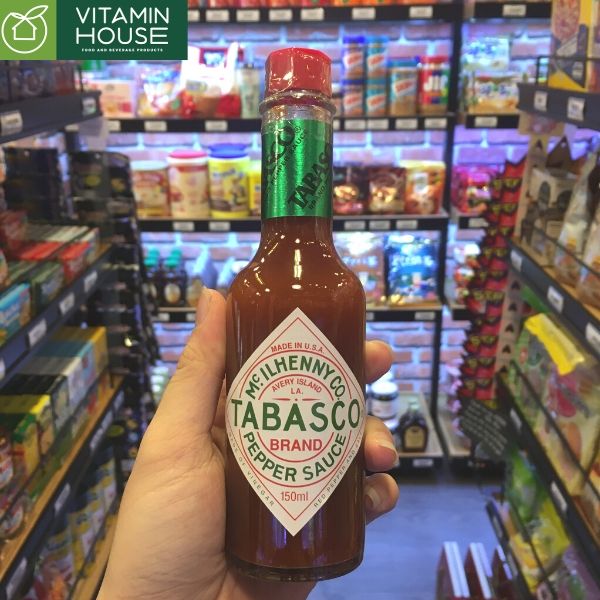 VITAMIN
HOUSE
FOOD AND BEVERAGE PRODUCTS
TABASCO
MADE IN U.S.A.
McILHENNY CO.
AVERY ISLAND
LA.
TABASCO
BRAND
PEPPER SAUCE
150ml